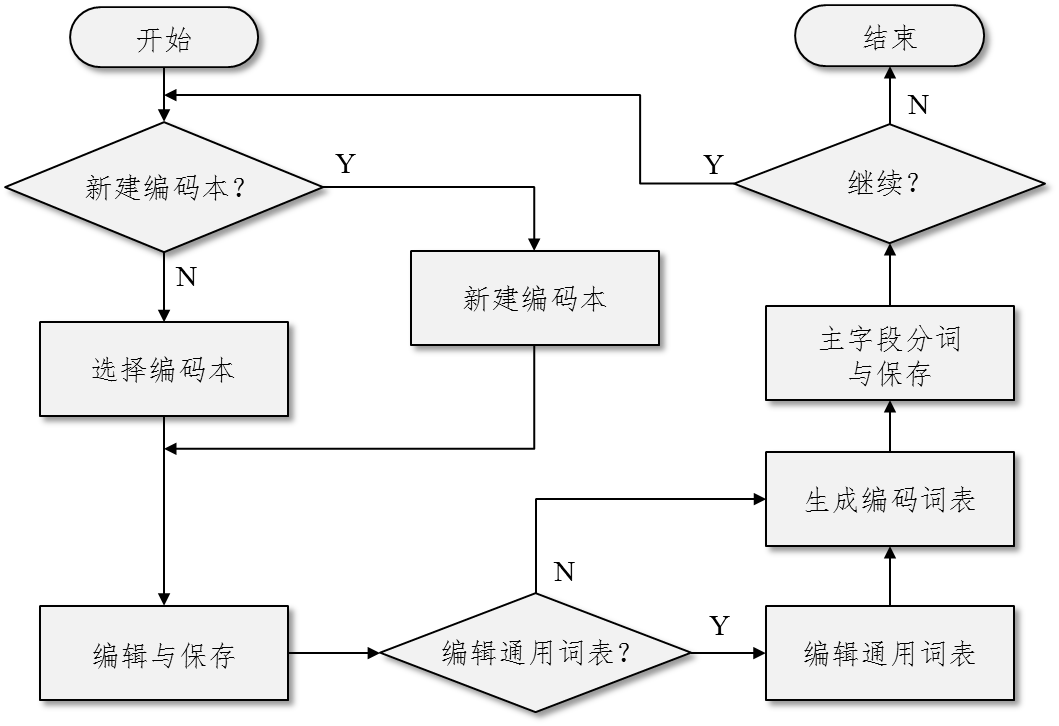 开始
结束
N
新建编码本？
Y
Y
继续？
N
新建编码本
选择编码本
主字段分词
与保存
生成编码词表
N
编辑与保存
编辑通用词表？
Y
编辑通用词表